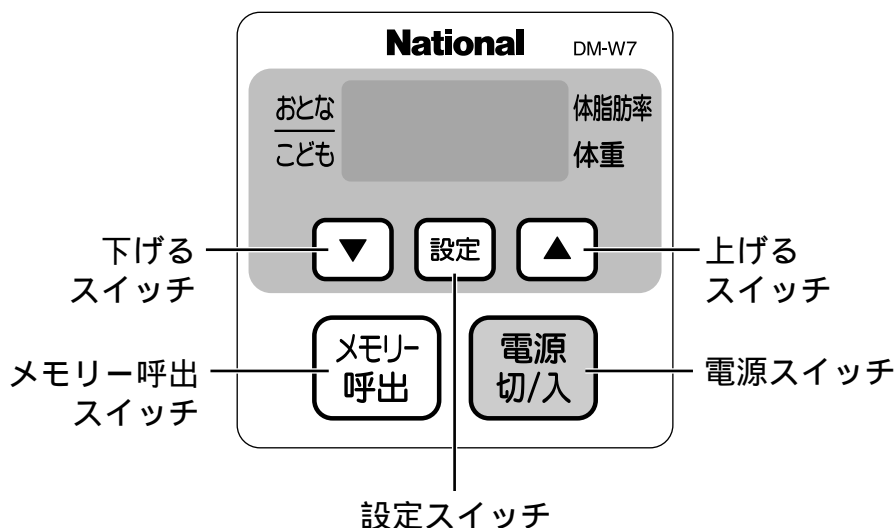 National DM-W7
おとな
こども
体脂肪率
体重
▼ 設定 ▲
下げる
スイッチ
上げる
スイッチ
メモリー
呼出
電源
切/入
メモリー呼出
スイッチ
電源スイッチ
設定スイッチ